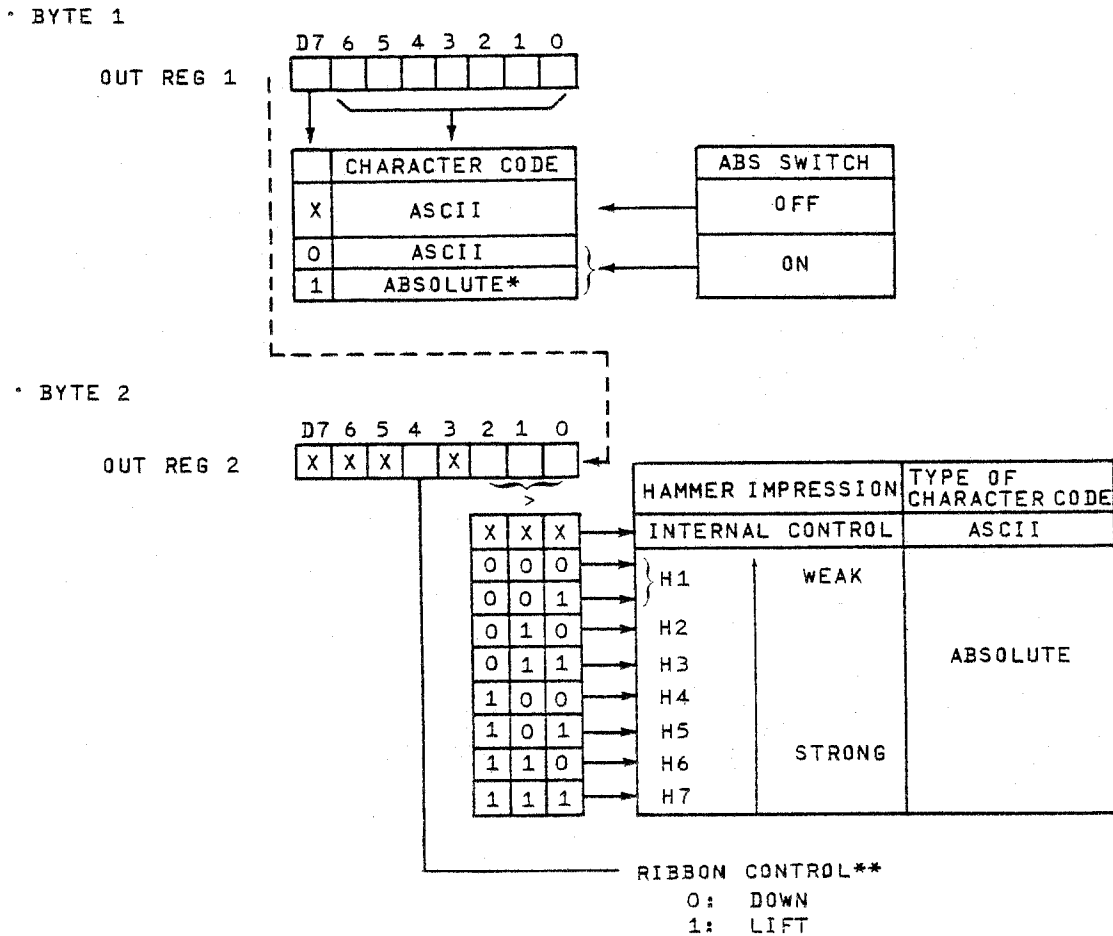 • BYTE 1
D7 6 5 4 3 2 1 0
OUT REG 1
CHARACTER CODE
X ASCII
0 ASCII
1 ABSOLUTE*
ABS SWITCH
OFF
ON
• BYTE 2
D7 6 5 4 3 2 1 0
OUT REG 2 X X X X
HAMMER IMPRESSION TYPE OF CHARACTER CODE
X X X INTERNAL CONTROL ASCII
0 0 0 H1 WEAK
0 0 1
0 1 0 H2
0 1 1 H3 ABSOLUTE
1 0 0 H4
1 0 1 H5
1 1 0 H6 STRONG
1 1 1 H7
RIBBON CONTROL**
0: DOWN
1: LIFT